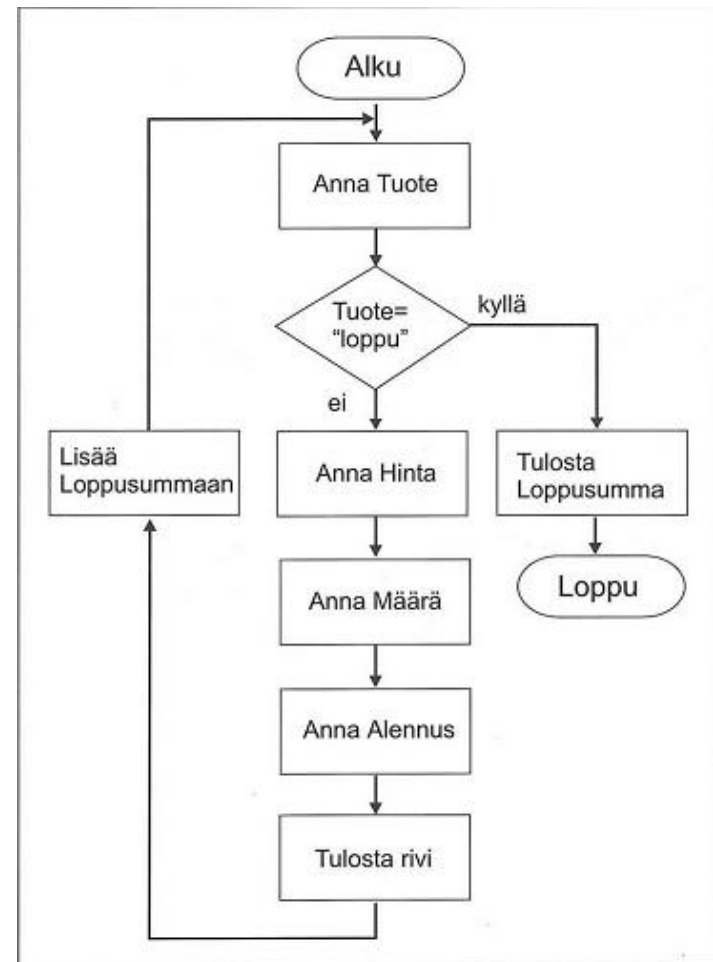 Alku
Anna Tuote
Tuote=
“loppu”
kyllä
ei
Lisää
Loppusummaan
Anna Hinta
Tulosta
Loppusumma
Anna Määrä
Loppu
Anna Alennus
Tulosta rivi